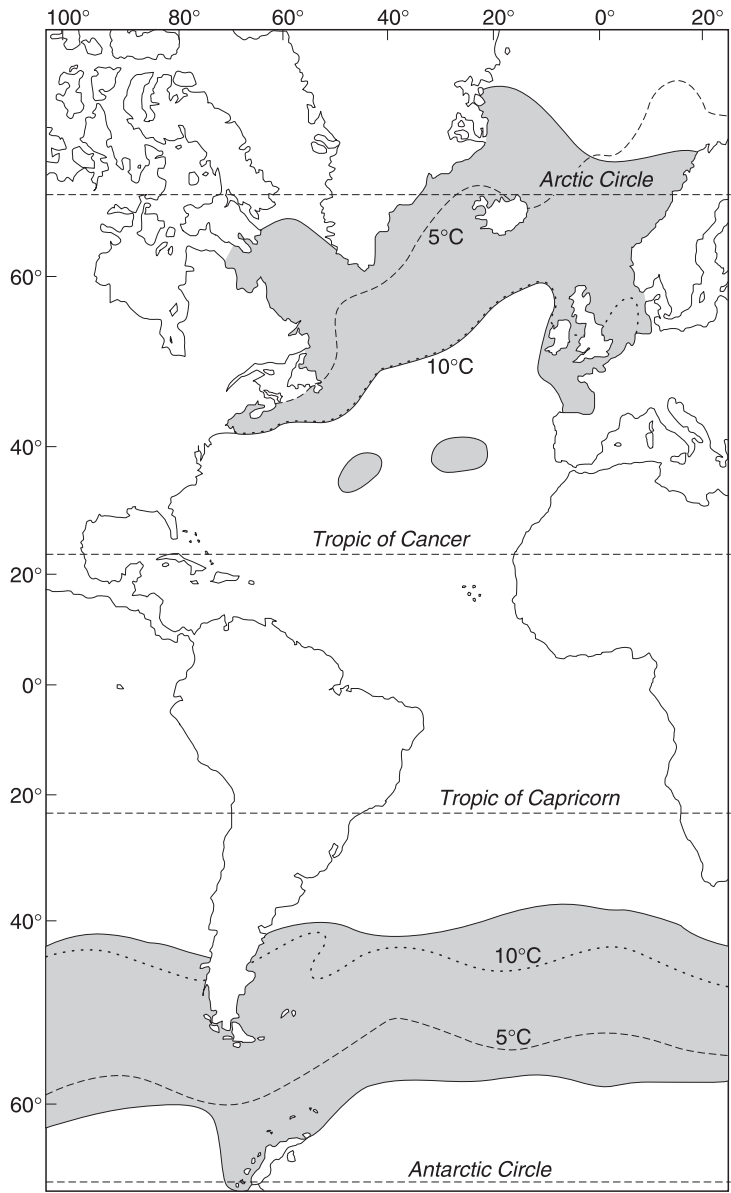 100° 80° 60° 40° 20° 0° 20°
Arctic Circle
5°C
60°
10°C
40°
Tropic of Cancer
20°
0°
20°
Tropic of Capricorn
40°
10°C
5°C
60°
Antarctic Circle